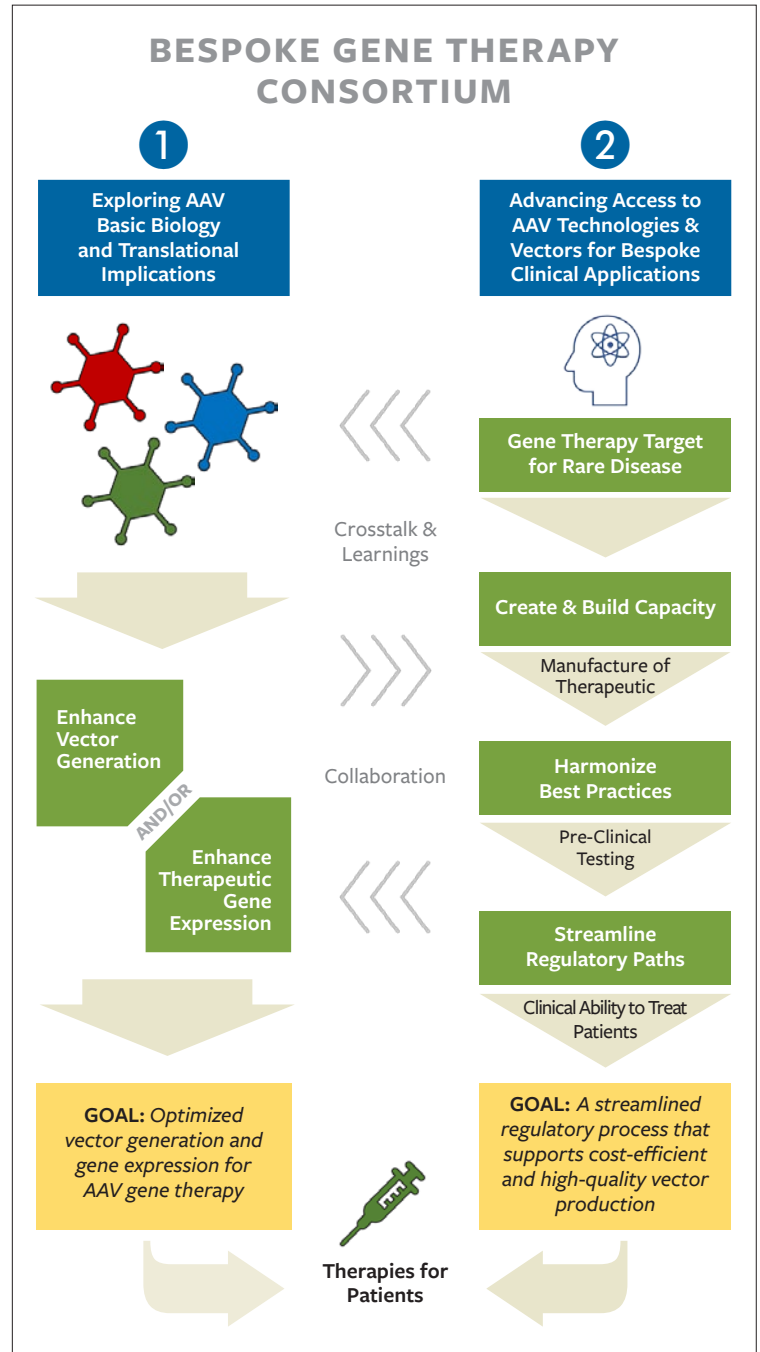 BESPOKE GENE THERAPY
CONSORTIUM
1
Exploring AAV
Basic Biology
and Translational
Implications
Enhance
Vector
Generation
AND/OR
Enhance
Therapeutic
Gene
Expression
GOAL: Optimized
vector generation and
gene expression for
AAV gene therapy
Crosstalk &
Learnings
Collaboration
2
Advancing Access to
AAV Technologies &
Vectors for Bespoke
Clinical Applications
Gene Therapy Target
for Rare Disease
Create & Build Capacity
Manufacture of
Therapeutic
Harmonize
Best Practices
Pre-Clinical
Testing
Streamline
Regulatory Paths
Clinical Ability to Treat
Patients
GOAL: A streamlined
regulatory process that
supports cost-efficient
and high-quality vector
production
Therapies for
Patients